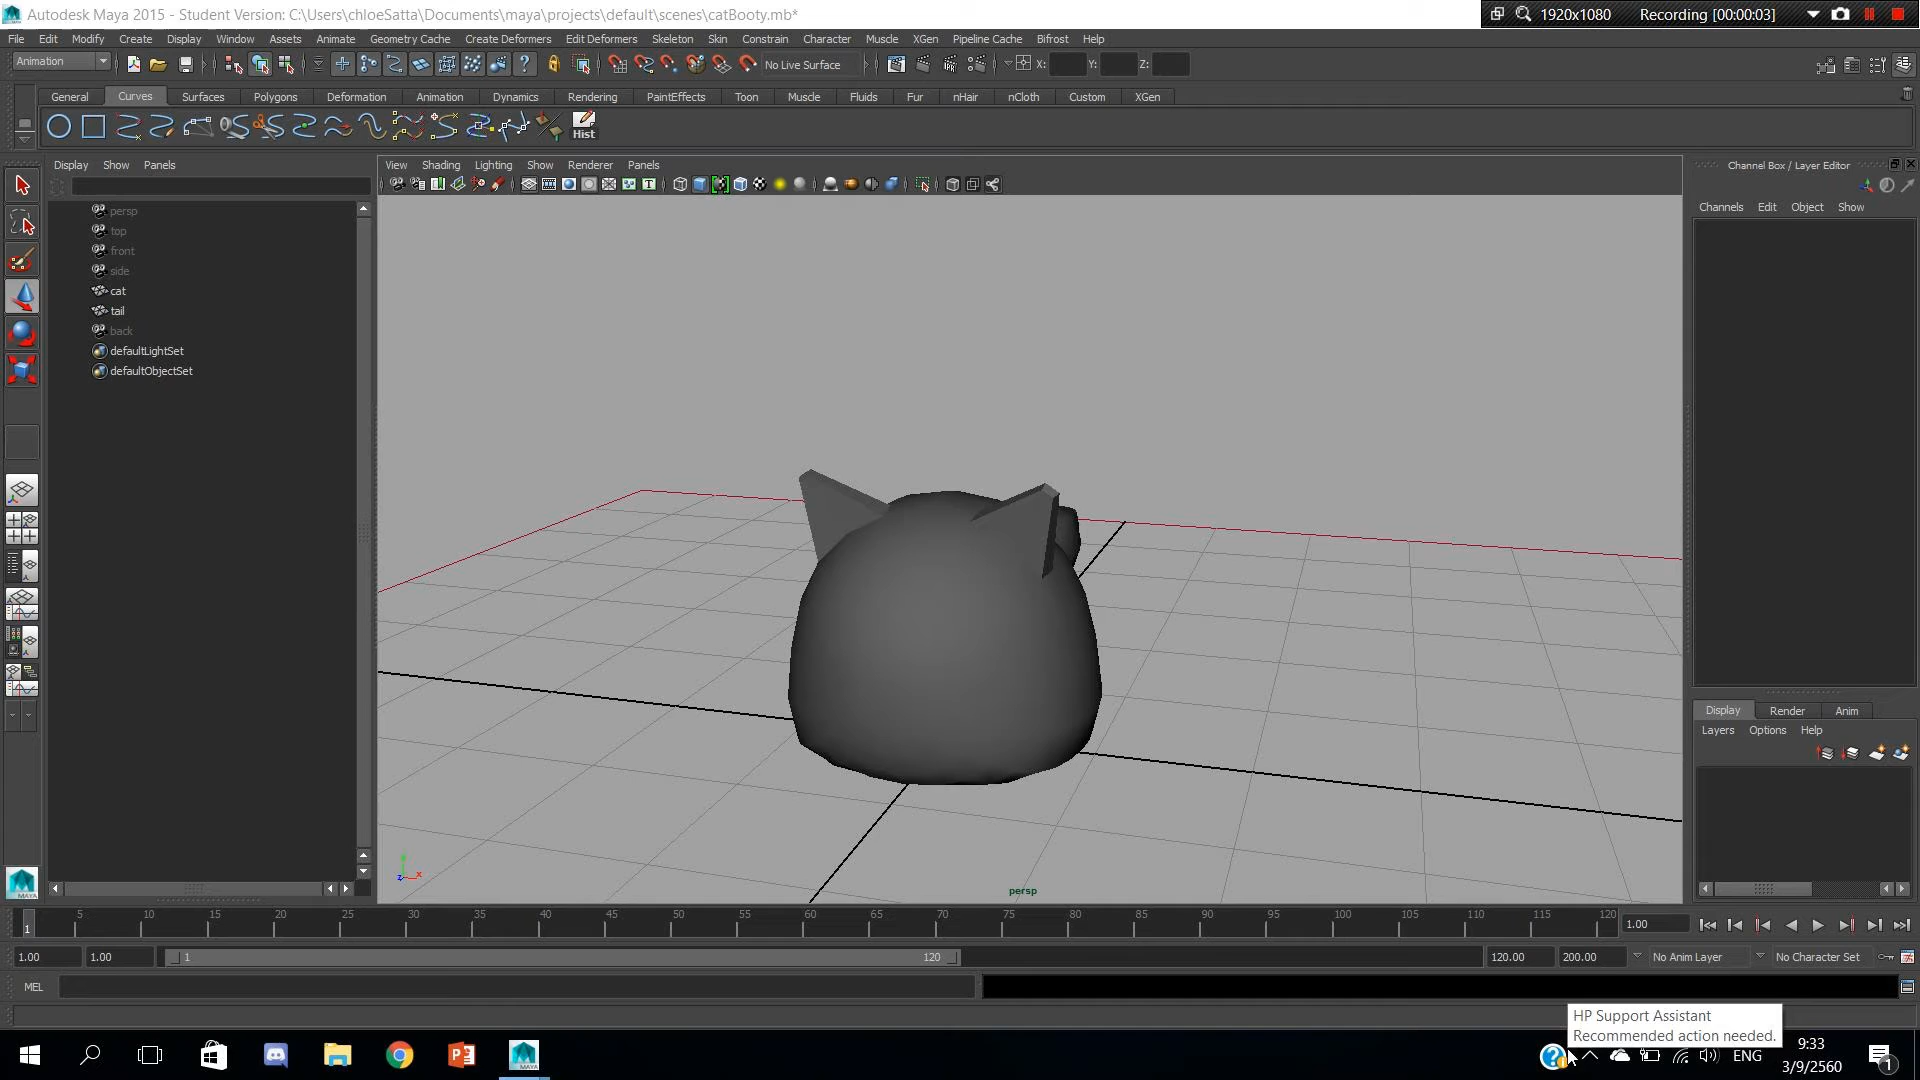 Autodesk Maya 2015 - Student Version: C:\Users\chloeSatta\Documents\maya\projects\default\scenes\catBooty.mb*
1920x1080 Recording [00:00:03]
File Edit Modify Create Display Window Assets Animate Geometry Cache Create Deformers Edit Deformers Skeleton Skin Constrain Character Muscle XGen Pipeline Cache Bifrost Help
Animation No Live Surface X: Y: Z:
General Curves Surfaces Polygons Deformation Animation Dynamics Rendering PaintEffects Toon Muscle Fluids Fur nHair nCloth Custom XGen
Hist
Display Show Panels
View Shading Lighting Show Renderer Panels
Channel Box / Layer Editor
Channels Edit Object Show
persp
top
front
side
cat
tail
back
defaultLightSet
defaultObjectSet
Display Render Anim
Layers Options Help
y
z x
persp
MAYA
1
5 10 15 20 25 30 35 40 45 50 55 60 65 70 75 80 85 90 95 100 105 110 115 120
1.00
1.00 1.00 1 120 120.00 200.00 No Anim Layer No Character Set
MEL
HP Support Assistant
Recommended action needed.
ENG
9:33
3/9/2560
1